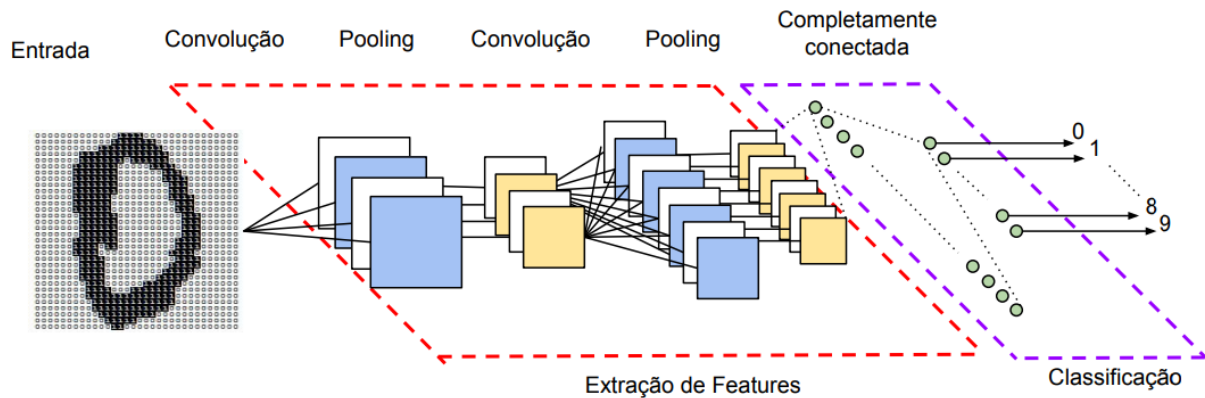 Entrada
Convolução
Pooling
Convolução
Pooling
Completamente
conectada
0
1
8
9
Extração de Features
Classificação